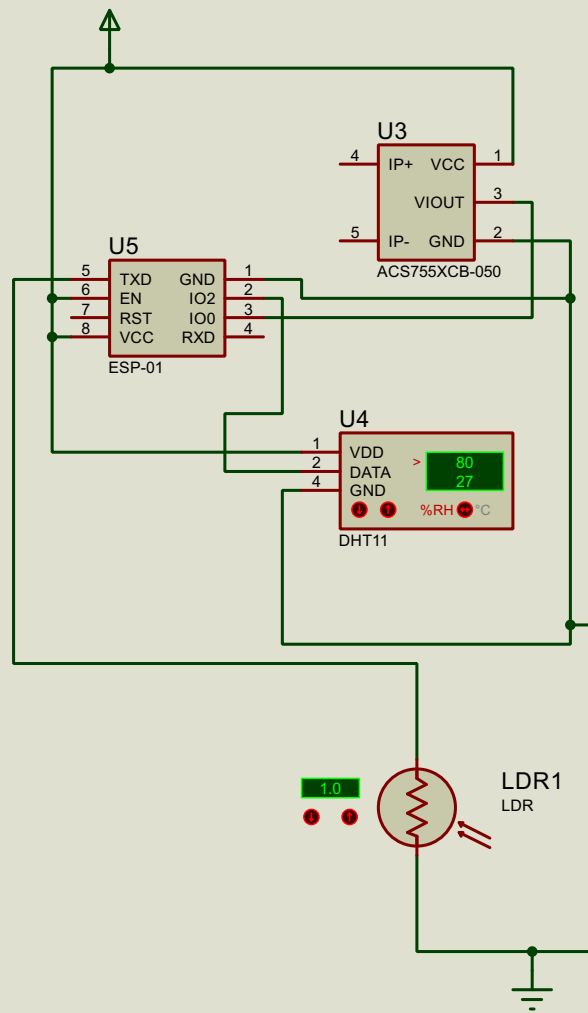 U3
4 IP+ VCC 1
VIOUT 3
5 IP- GND 2
ACS755XCB-050
U5
5 TXD GND 1
6 EN IO2 2
7 RST IO0 3
8 VCC RXD 4
ESP-01
U4
1 VDD
2 DATA
4 GND
> 80
27
%RH °C
DHT11
1.0
LDR1
LDR